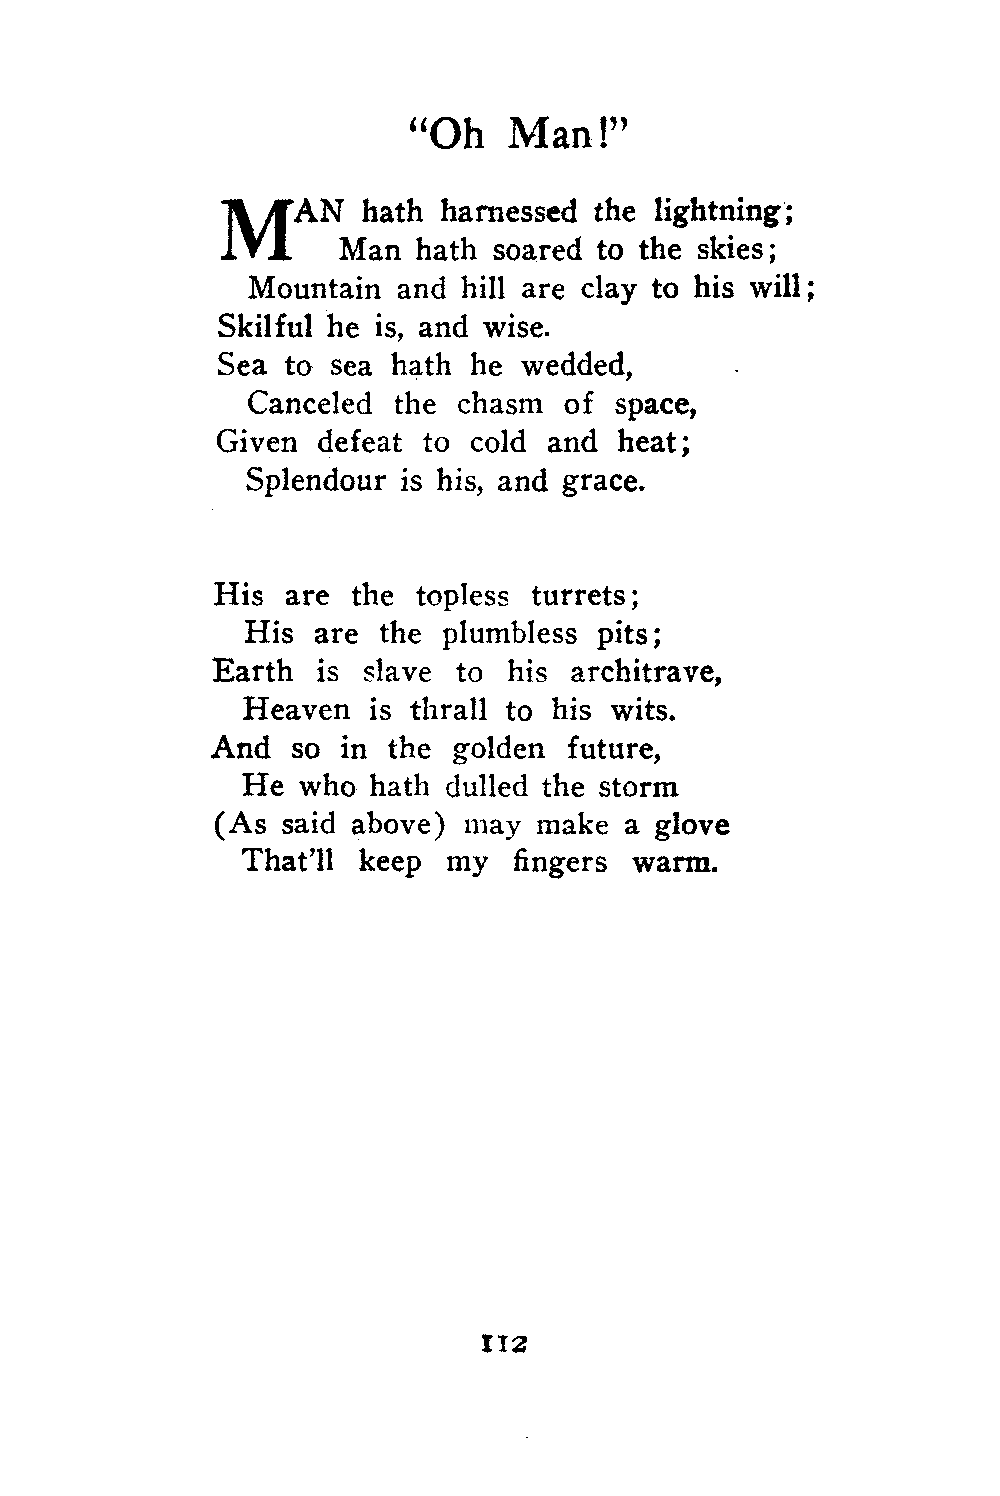 “Oh Man!”
MAN hath harnessed the lightning;
Man hath soared to the skies;
Mountain and hill are clay to his will;
Skilful he is, and wise.
Sea to sea hath he wedded,
Canceled the chasm of space,
Given defeat to cold and heat;
Splendour is his, and grace.
His are the topless turrets;
His are the plumbless pits;
Earth is slave to his architrave,
Heaven is thrall to his wits.
And so in the golden future,
He who hath dulled the storm
(As said above) may make a glove
That’ll keep my fingers warm.
112